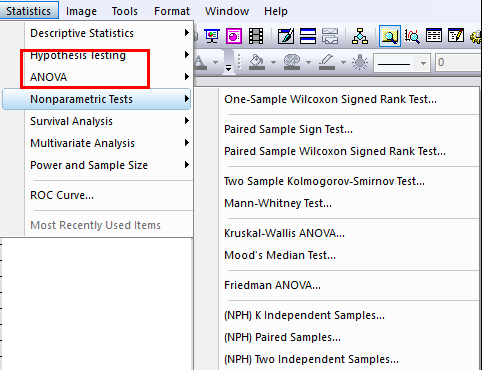 Statistics Image Tools Format Window Help
Descriptive Statistics
Hypothesis Testing
ANOVA
Nonparametric Tests
Survival Analysis
Multivariate Analysis
Power and Sample Size
ROC Curve...
Most Recently Used Items
A
0
One-Sample Wilcoxon Signed Rank Test...
Paired Sample Sign Test...
Paired Sample Wilcoxon Signed Rank Test...
Two Sample Kolmogorov-Smirnov Test...
Mann-Whitney Test...
Kruskal-Wallis ANOVA...
Mood's Median Test...
Friedman ANOVA...
(NPH) K Independent Samples...
(NPH) Paired Samples...
(NPH) Two Independent Samples...